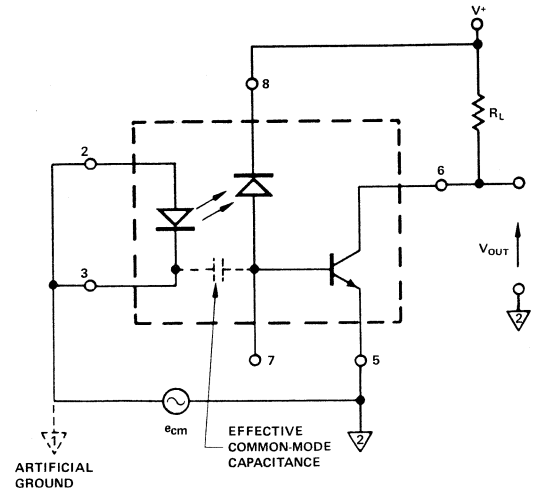 V+
8
RL
2
6
VOUT
3
2
7
5
ecm
1
EFFECTIVE
COMMON-MODE
CAPACITANCE
2
ARTIFICIAL
GROUND